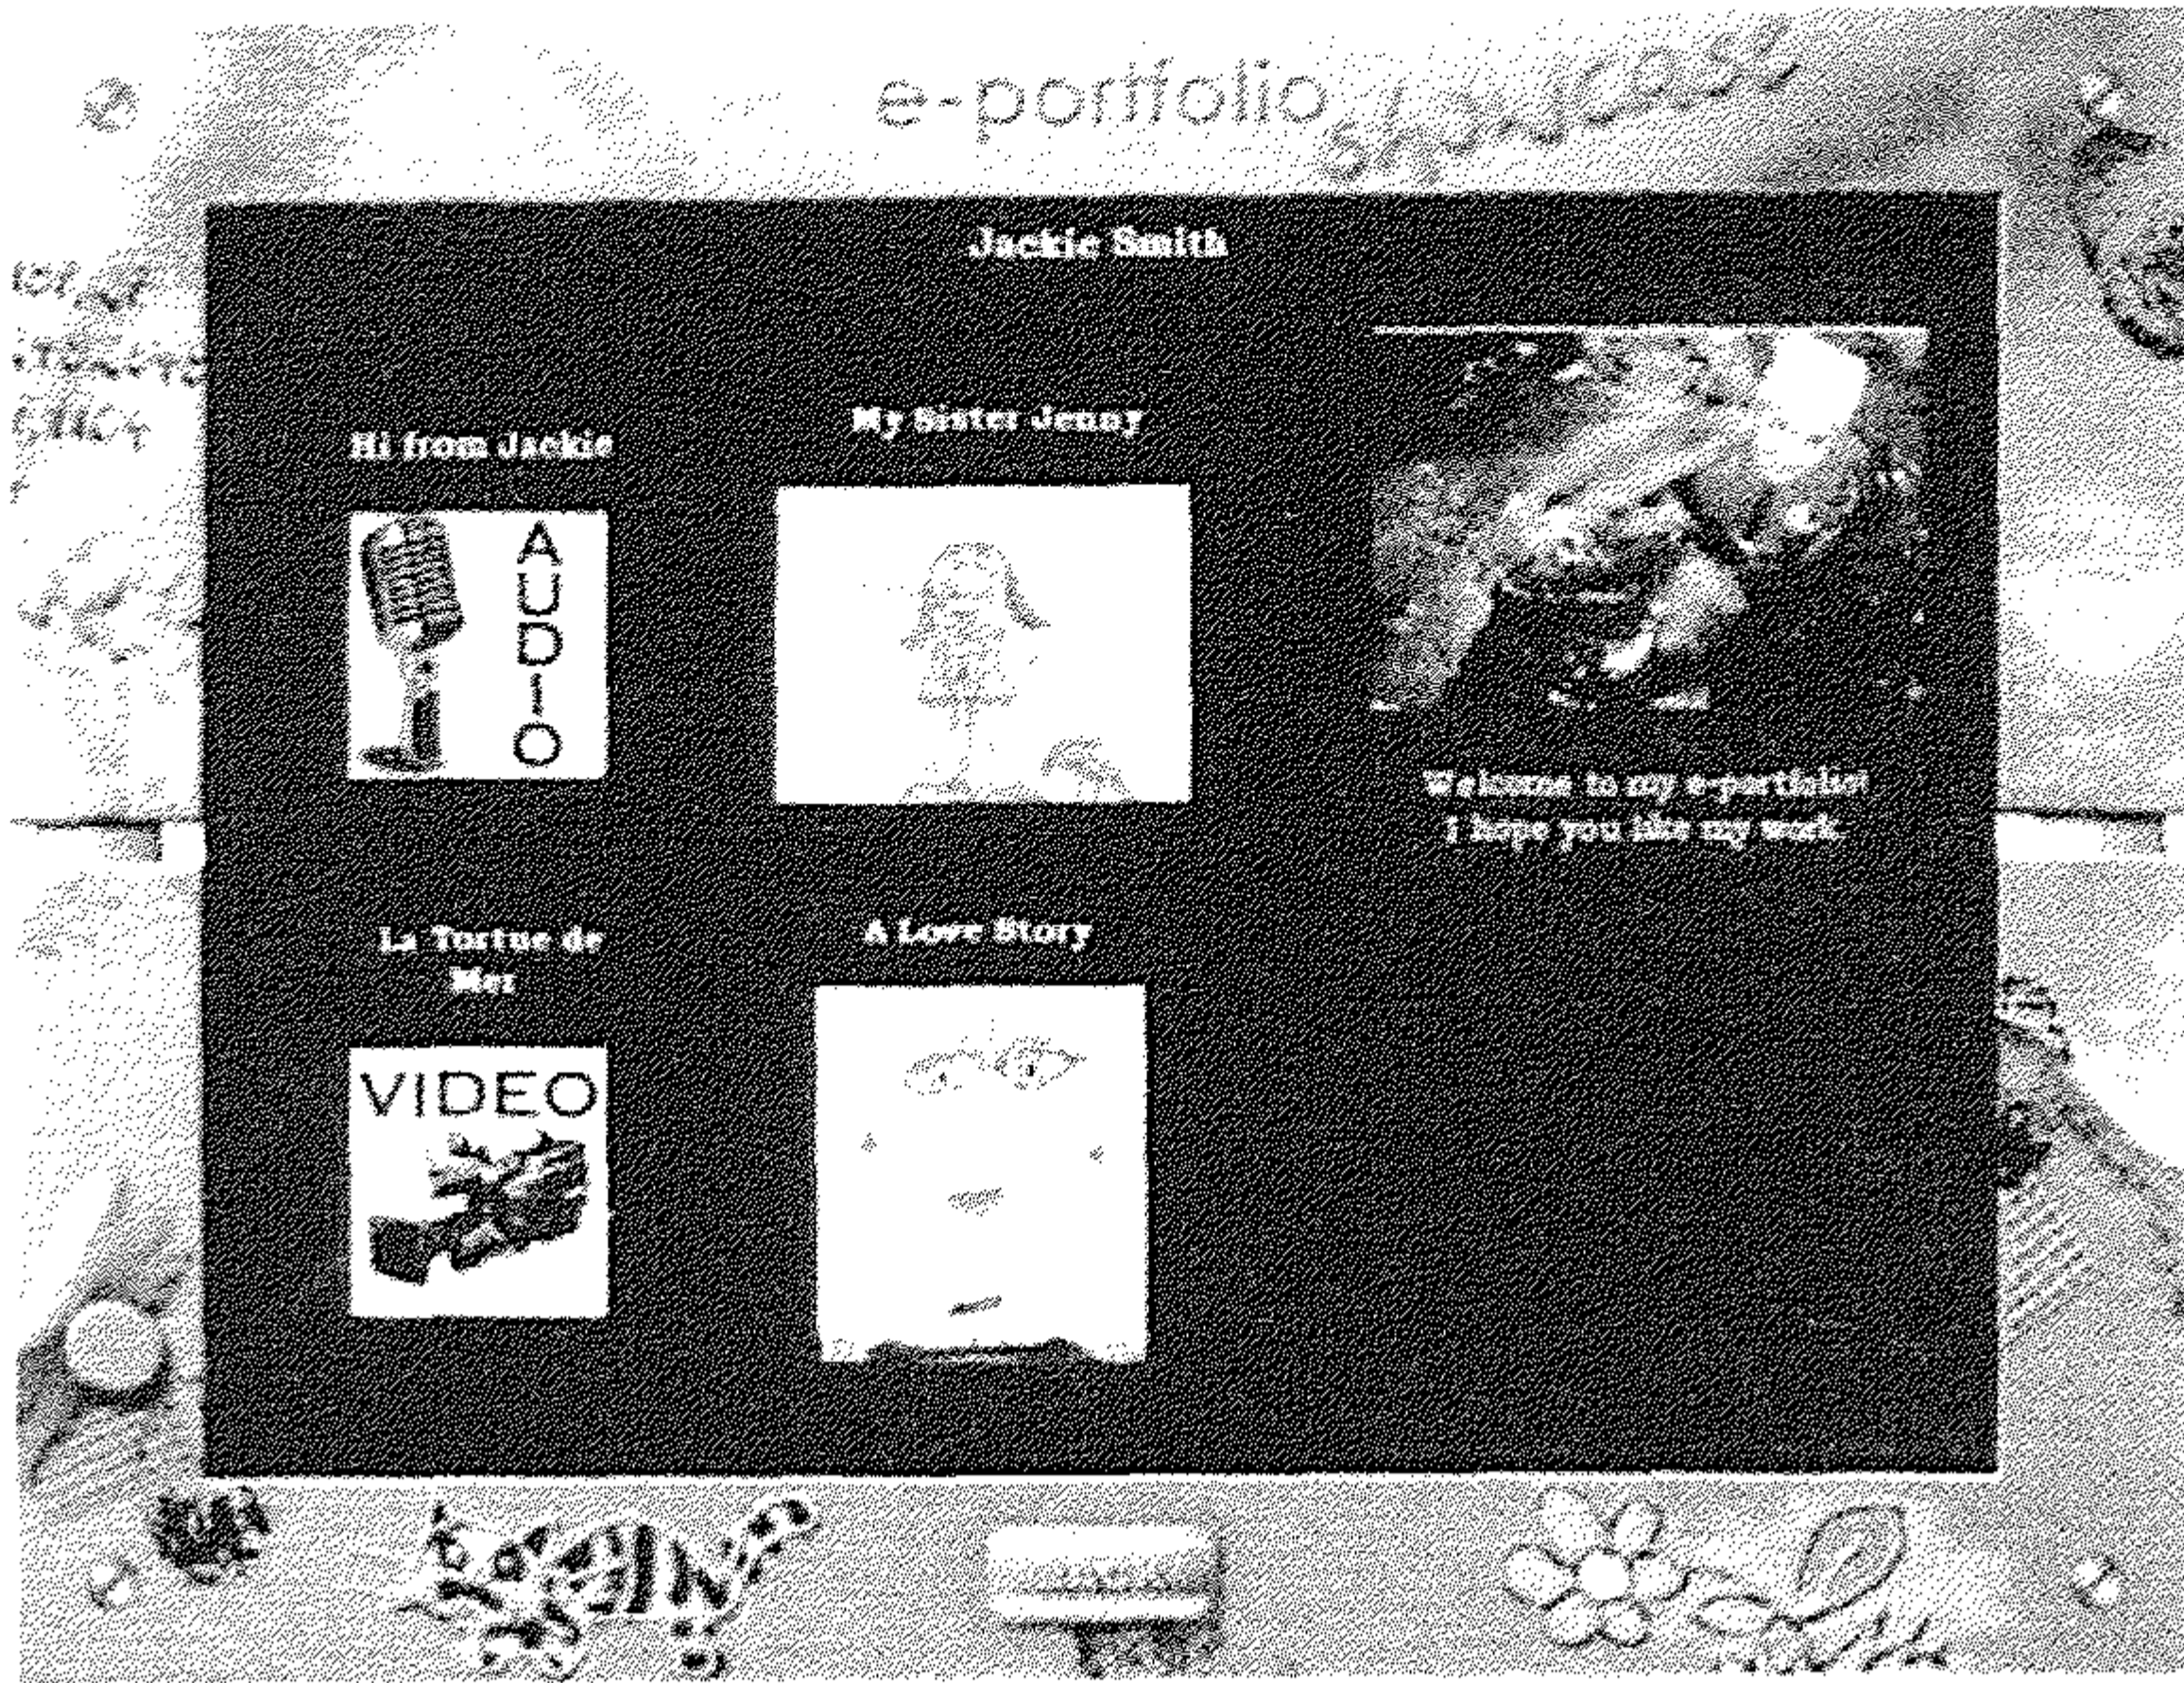 e-portfolio showcase
Jackie Smith
Hi from Jackie
AUDIO
My Sister Jenny
Welcome to my e-portfolio!
I hope you like my work.
La Tortue de
Mer
VIDEO
A Love Story